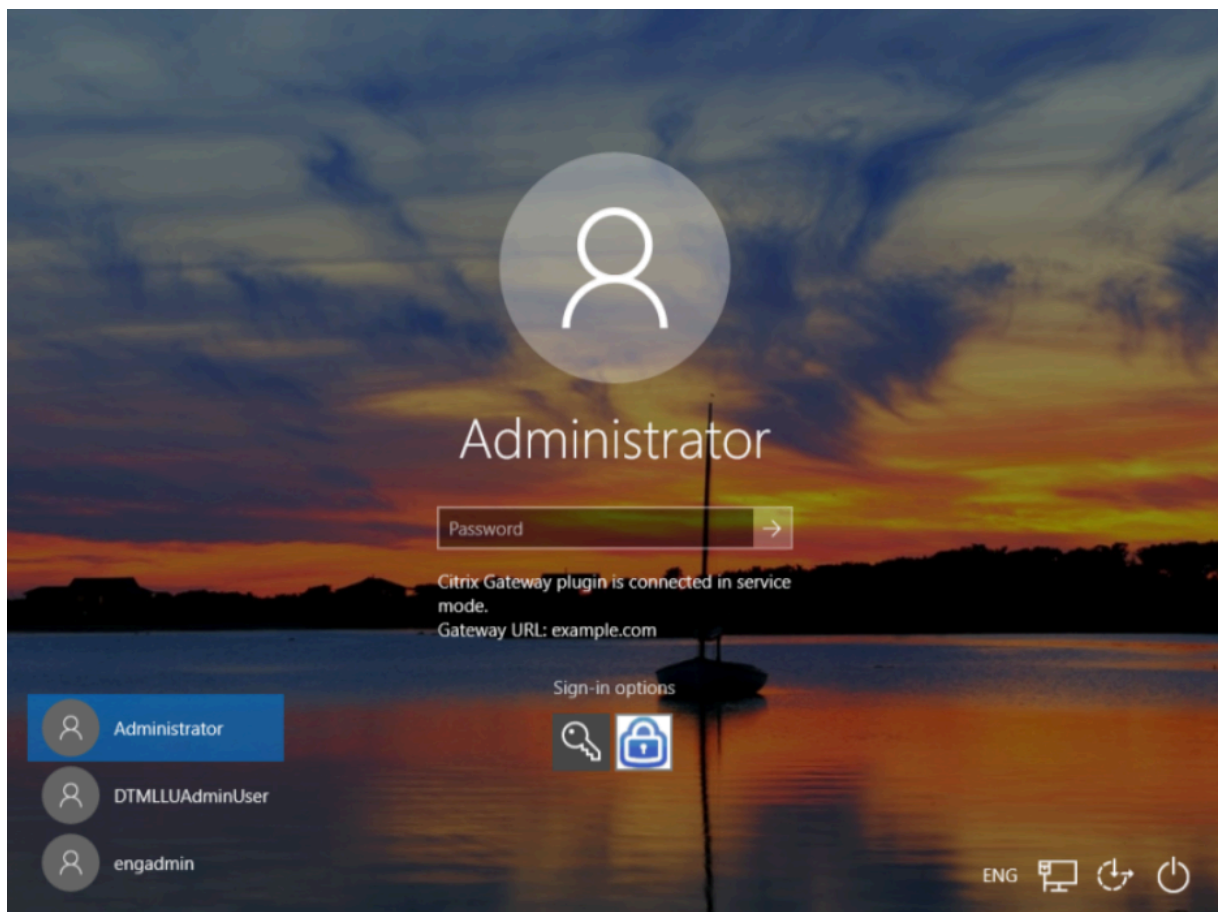 Administrator
Password
Citrix Gateway plugin is connected in service
mode.
Gateway URL: example.com
Sign-in options
Administrator
DTMLLUAdminUser
engadmin
ENG